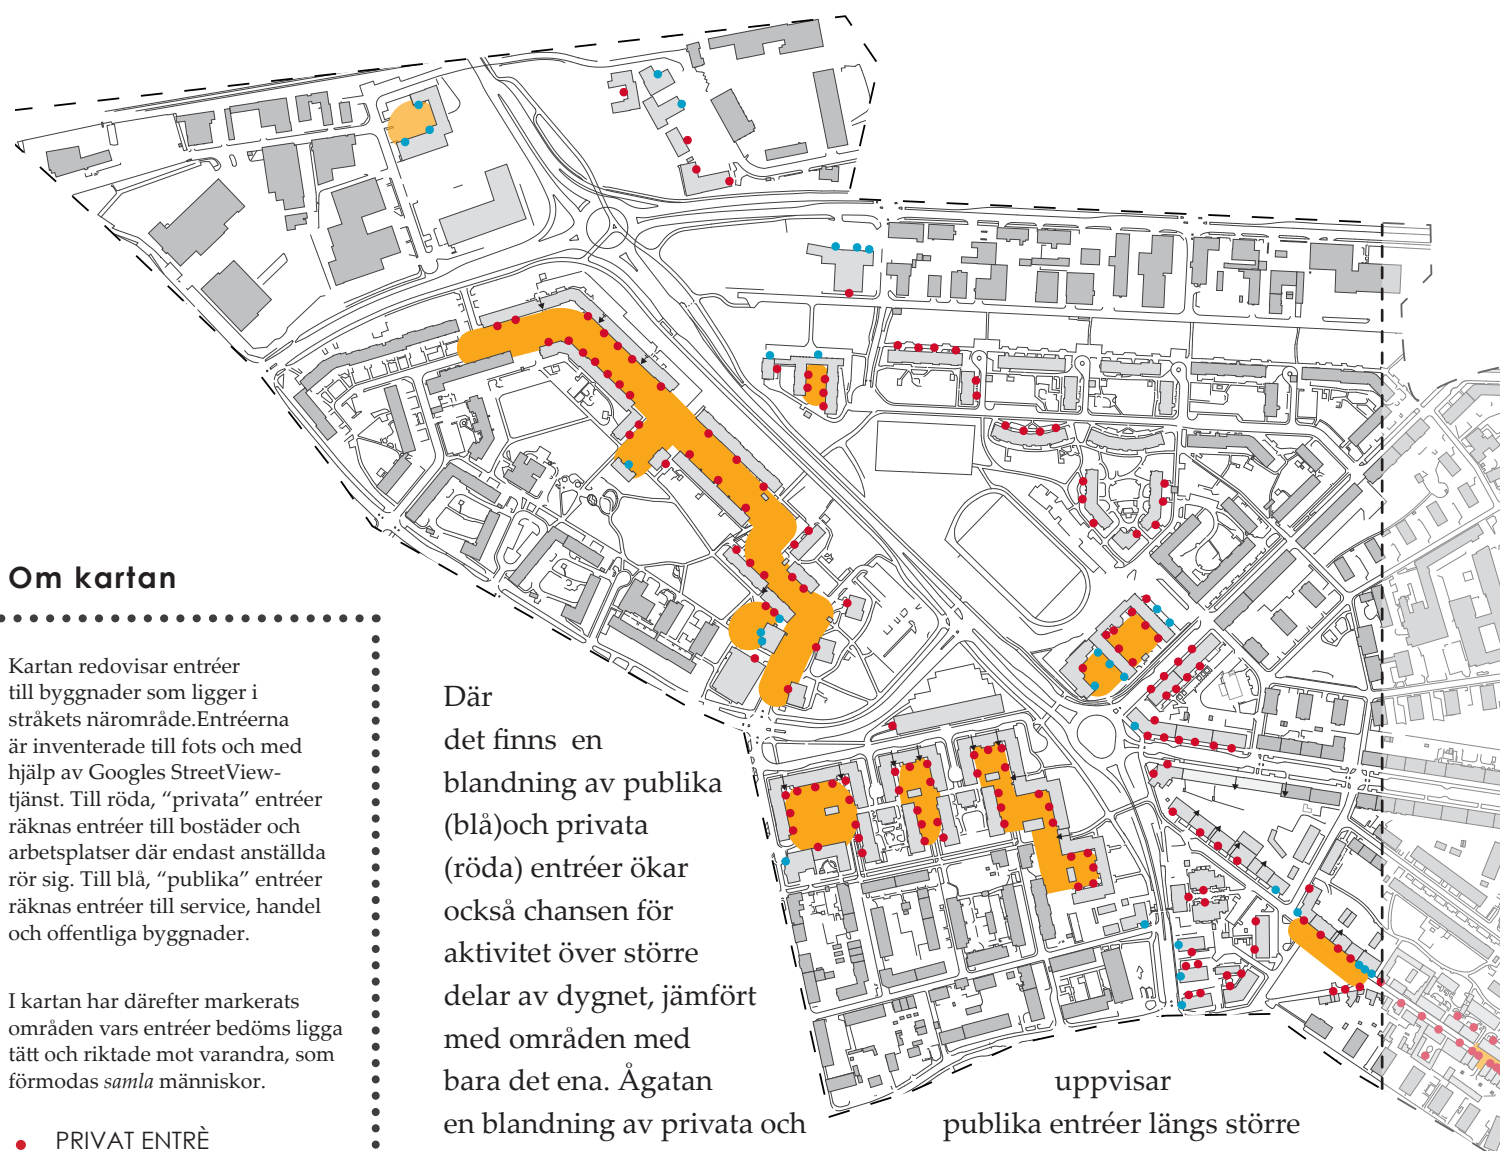 Om kartan
Kartan redovisar entréer
till byggnader som ligger i
stråkets närområde.Entréerna
är inventerade till fots och med
hjälp av Googles StreetView-
tjänst. Till röda, “privata” entréer
räknas entréer till bostäder och
arbetsplatser där endast anställda
rör sig. Till blå, “publika” entréer
räknas entréer till service, handel
och offentliga byggnader.
I kartan har därefter markerats
områden vars entréer bedöms ligga
tätt och riktade mot varandra, som
förmodas samla människor.
PRIVAT ENTRÈ
Där
det finns en
blandning av publika
(blå)och privata
(röda) entréer ökar
också chansen för
aktivitet över större
delar av dygnet, jämfört
med områden med
bara det ena. Ågatan uppvisar
en blandning av privata och publika entréer längs större